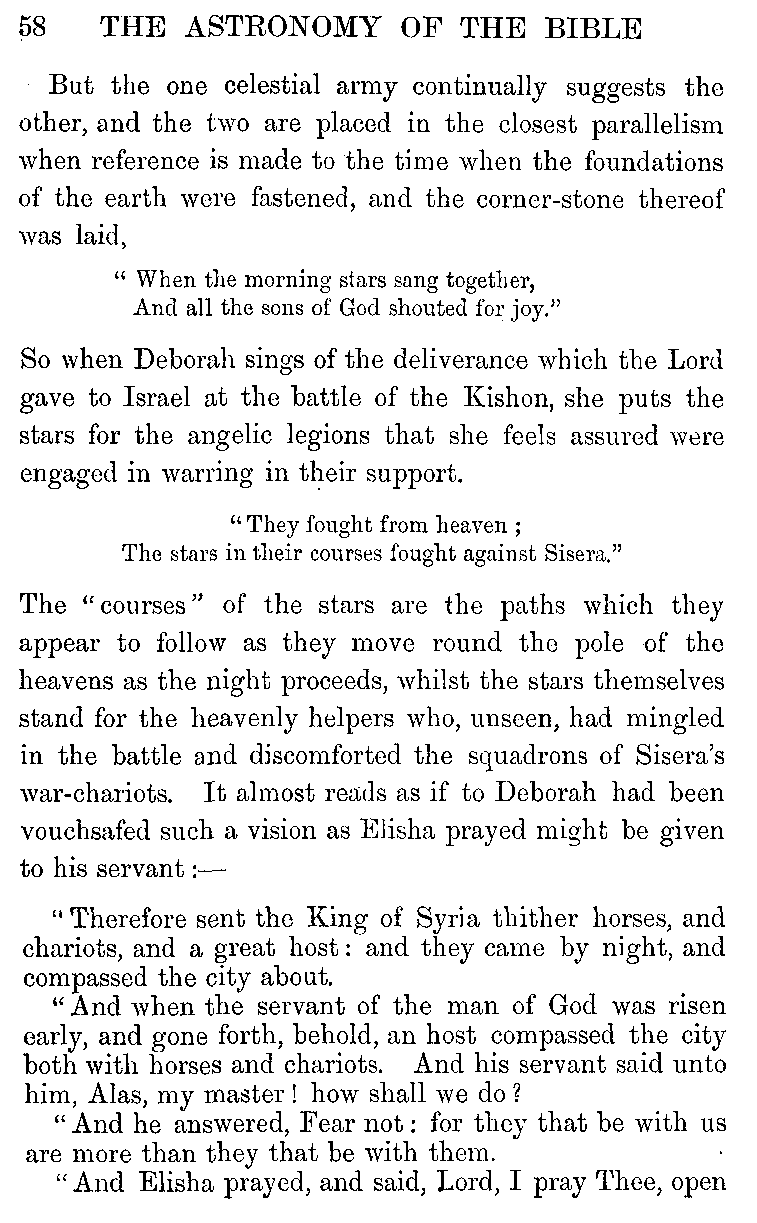 58 THE ASTRONOMY OF THE BIBLE
But the one celestial army continually suggests the
other, and the two are placed in the closest parallelism
when reference is made to the time when the foundations
of the earth were fastened, and the corner-stone thereof
was laid,
“ When the morning stars sang together,
And all the sons of God shouted for joy.”
So when Deborah sings of the deliverance which the Lord
gave to Israel at the battle of the Kishon, she puts the
stars for the angelic legions that she feels assured were
engaged in warring in their support.
“ They fought from heaven ;
The stars in their courses fought against Sisera.”
The “courses” of the stars are the paths which they
appear to follow as they move round the pole of the
heavens as the night proceeds, whilst the stars themselves
stand for the heavenly helpers who, unseen, had mingled
in the battle and discomforted the squadrons of Sisera’s
war-chariots. It almost reads as if to Deborah had been
vouchsafed such a vision as Elisha prayed might be given
to his servant :—
“ Therefore sent the King of Syria thither horses, and
chariots, and a great host : and they came by night, and
compassed the city about.
“ And when the servant of the man of God was risen
early, and gone forth, behold, an host compassed the city
both with horses and chariots. And his servant said unto
him, Alas, my master ! how shall we do ?
“ And he answered, Fear not : for they that be with us
are more than they that be with them.
“ And Elisha prayed, and said, Lord, I pray Thee, open